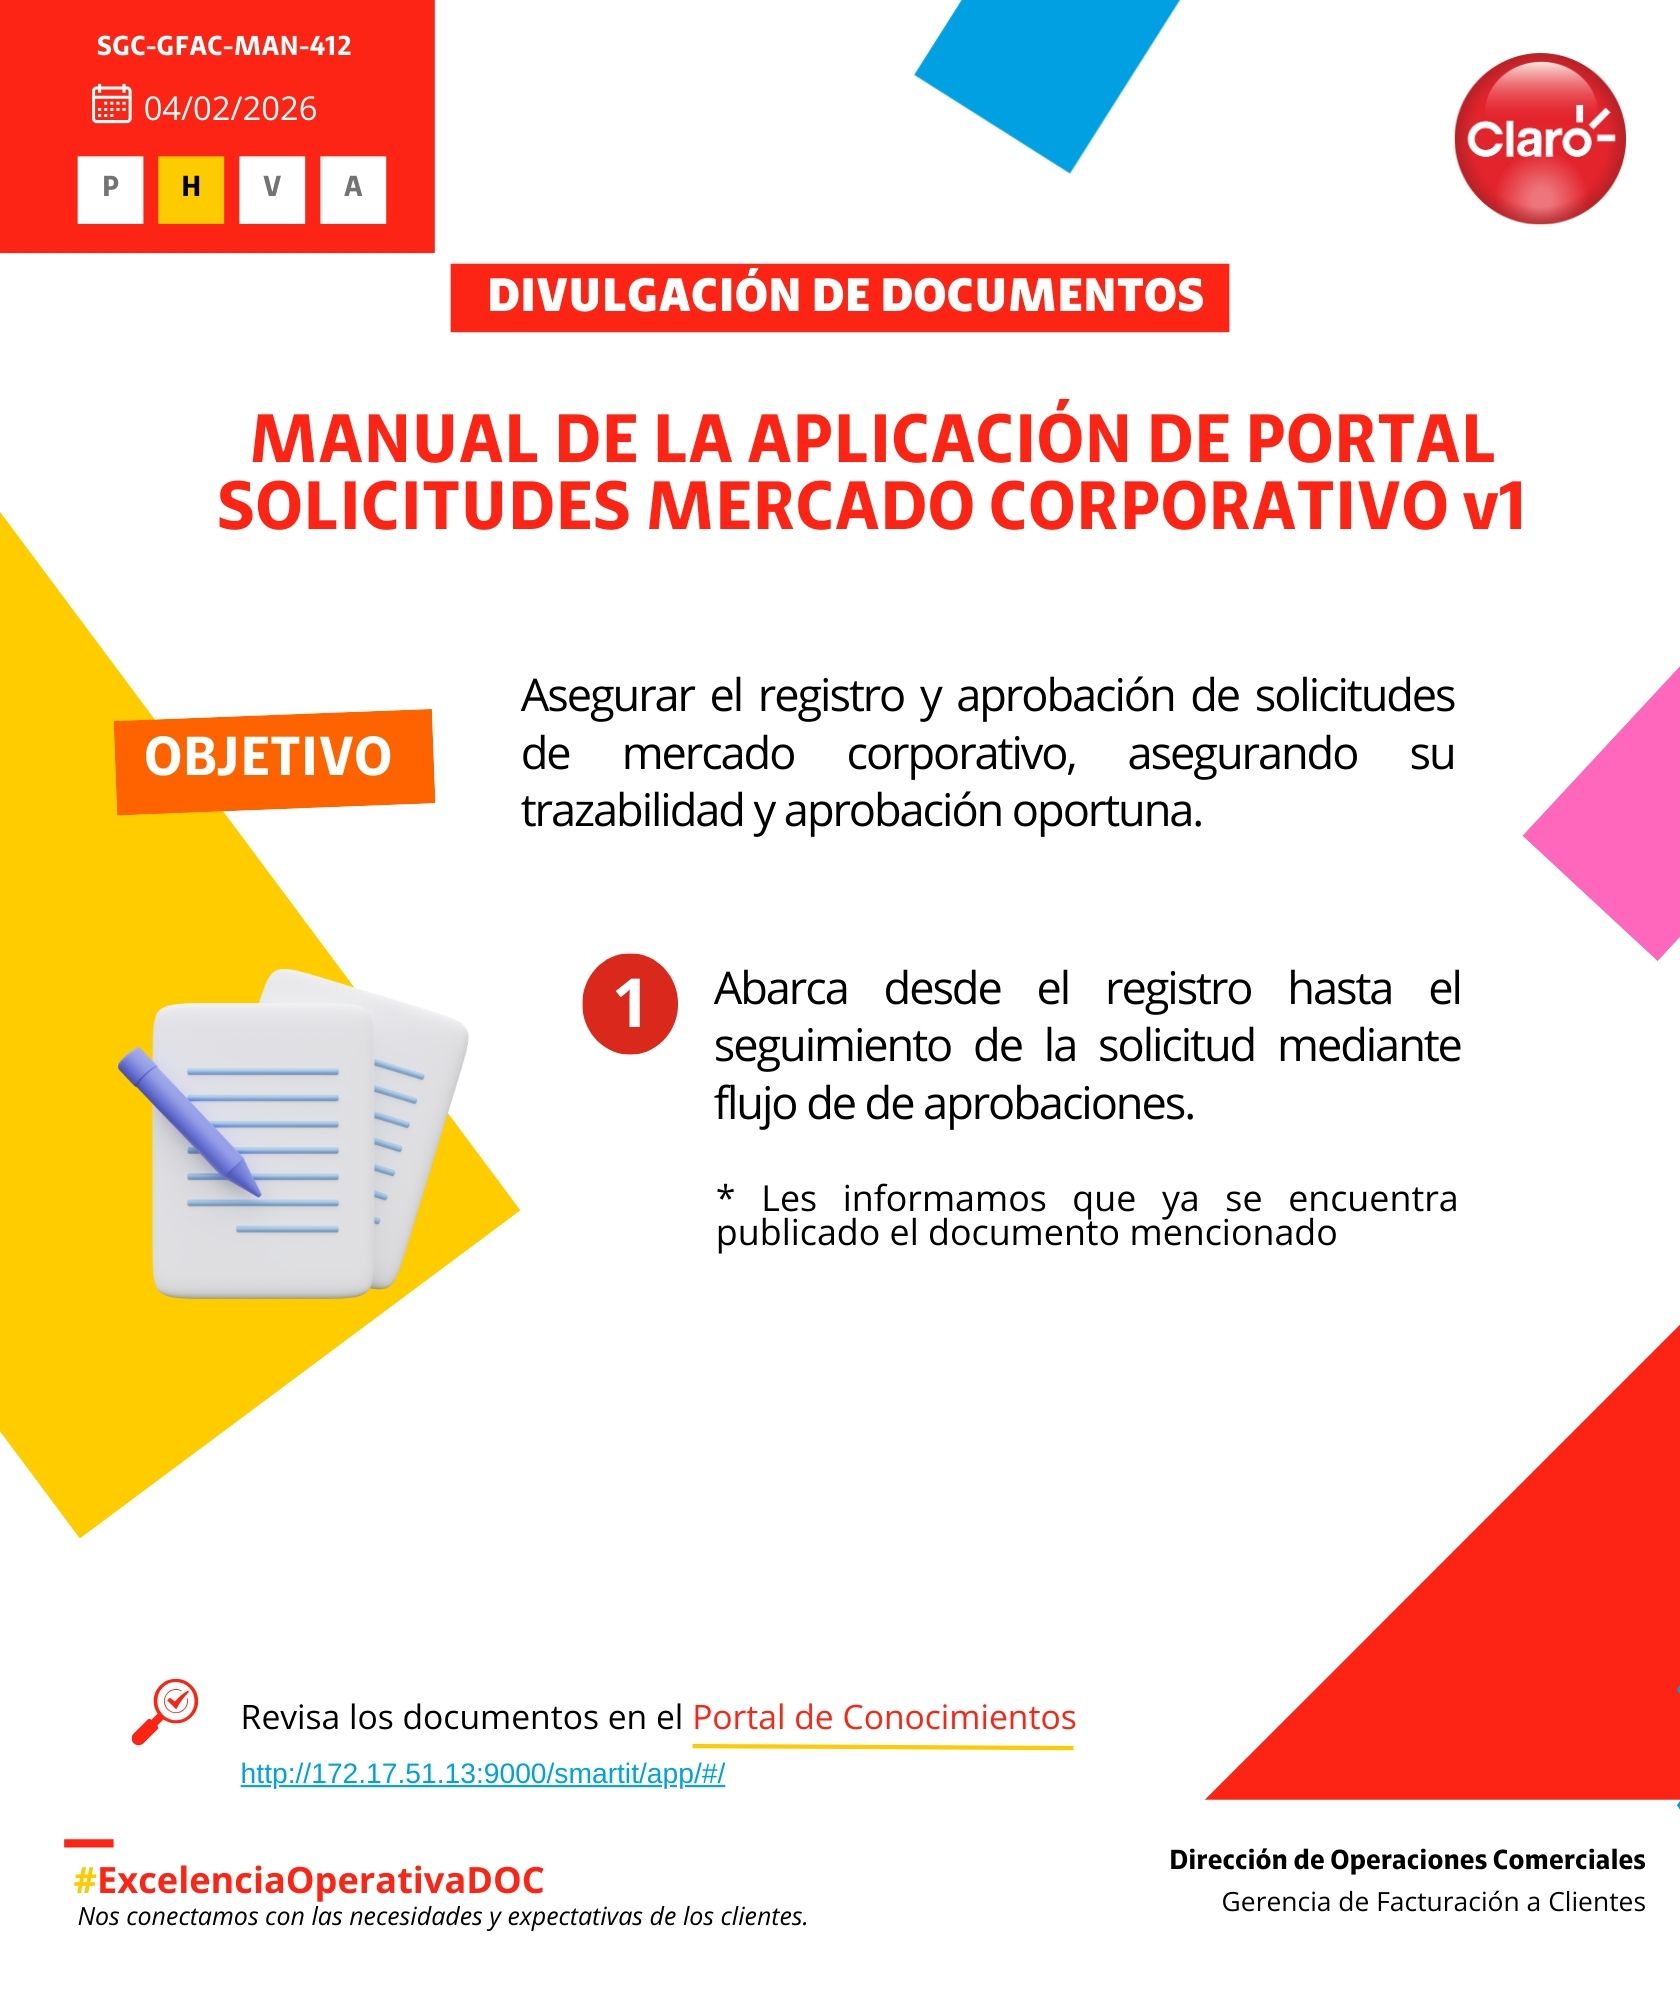 SGC-GFAC-MAN-412
04/02/2026
P H V A
Claro
DIVULGACIÓN DE DOCUMENTOS
MANUAL DE LA APLICACIÓN DE PORTAL
SOLICITUDES MERCADO CORPORATIVO v1
OBJETIVO
Asegurar el registro y aprobación de solicitudes
de mercado corporativo, asegurando su
trazabilidad y aprobación oportuna.
1
Abarca desde el registro hasta el
seguimiento de la solicitud mediante
flujo de de aprobaciones.
* Les informamos que ya se encuentra
publicado el documento mencionado
Revisa los documentos en el Portal de Conocimientos
http://172.17.51.13:9000/smartit/app/#/
#ExcelenciaOperativaDOC
Nos conectamos con las necesidades y expectativas de los clientes.
Dirección de Operaciones Comerciales
Gerencia de Facturación a Clientes